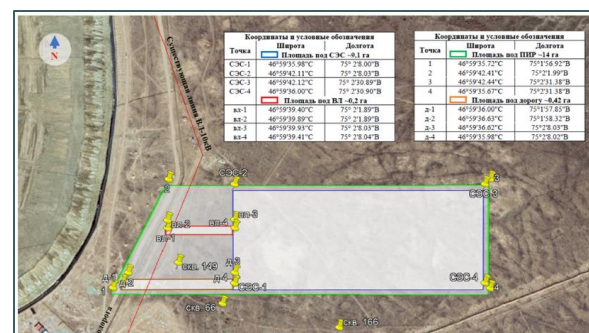 N
Существующая линия ВЛ-10кВ
Координаты и условные обозначения
Точка Широта Долгота
Площадь под СЭС ~9,1 га
СЭС-1 46°59'35.98"С 75°2'8.00"В
СЭС-2 46°59'42.11"С 75°2'8.03"В
СЭС-3 46°59'42.12"С 75°2'30.89"В
СЭС-4 46°59'36.00"С 75°2'30.90"В
Площадь под ВЛ ~0,2 га
вл-1 46°59'39.40"С 75° 2'1.89"В
вл-2 46°59'39.89"С 75° 2'1.89"В
вл-3 46°59'39.93"С 75° 2'8.03"В
вл-4 46°59'39.41"С 75° 2'8.04"В
Координаты и условные обозначения
Точка Широта Долгота
Площадь под ПИР ~14 га
1 46°59'35.72"С 75°1'56.92"В
2 46°59'42.41"С 75°2'1.99"В
3 46°59'42.44"С 75°2'31.38"В
4 46°59'35.67"С 75°2'31.38"В
Площадь под дорогу ~0,42 га
д-1 46°59'36.00"С 75°1'57.85"В
д-2 46°59'36.63"С 75°1'58.32"В
д-3 46°59'36.62"С 75°2'8.03"В
д-4 46°59'35.98"С 75°2'8.02"В
2
СЭС-2
3
СЭС-3
вл-2
вл-3
вл-1
вл-4
скв. 149
д-3
д-1
д-2
д-4
СЭС-1
СЭС-4
1
4
скв. 66
скв. 166
дорога